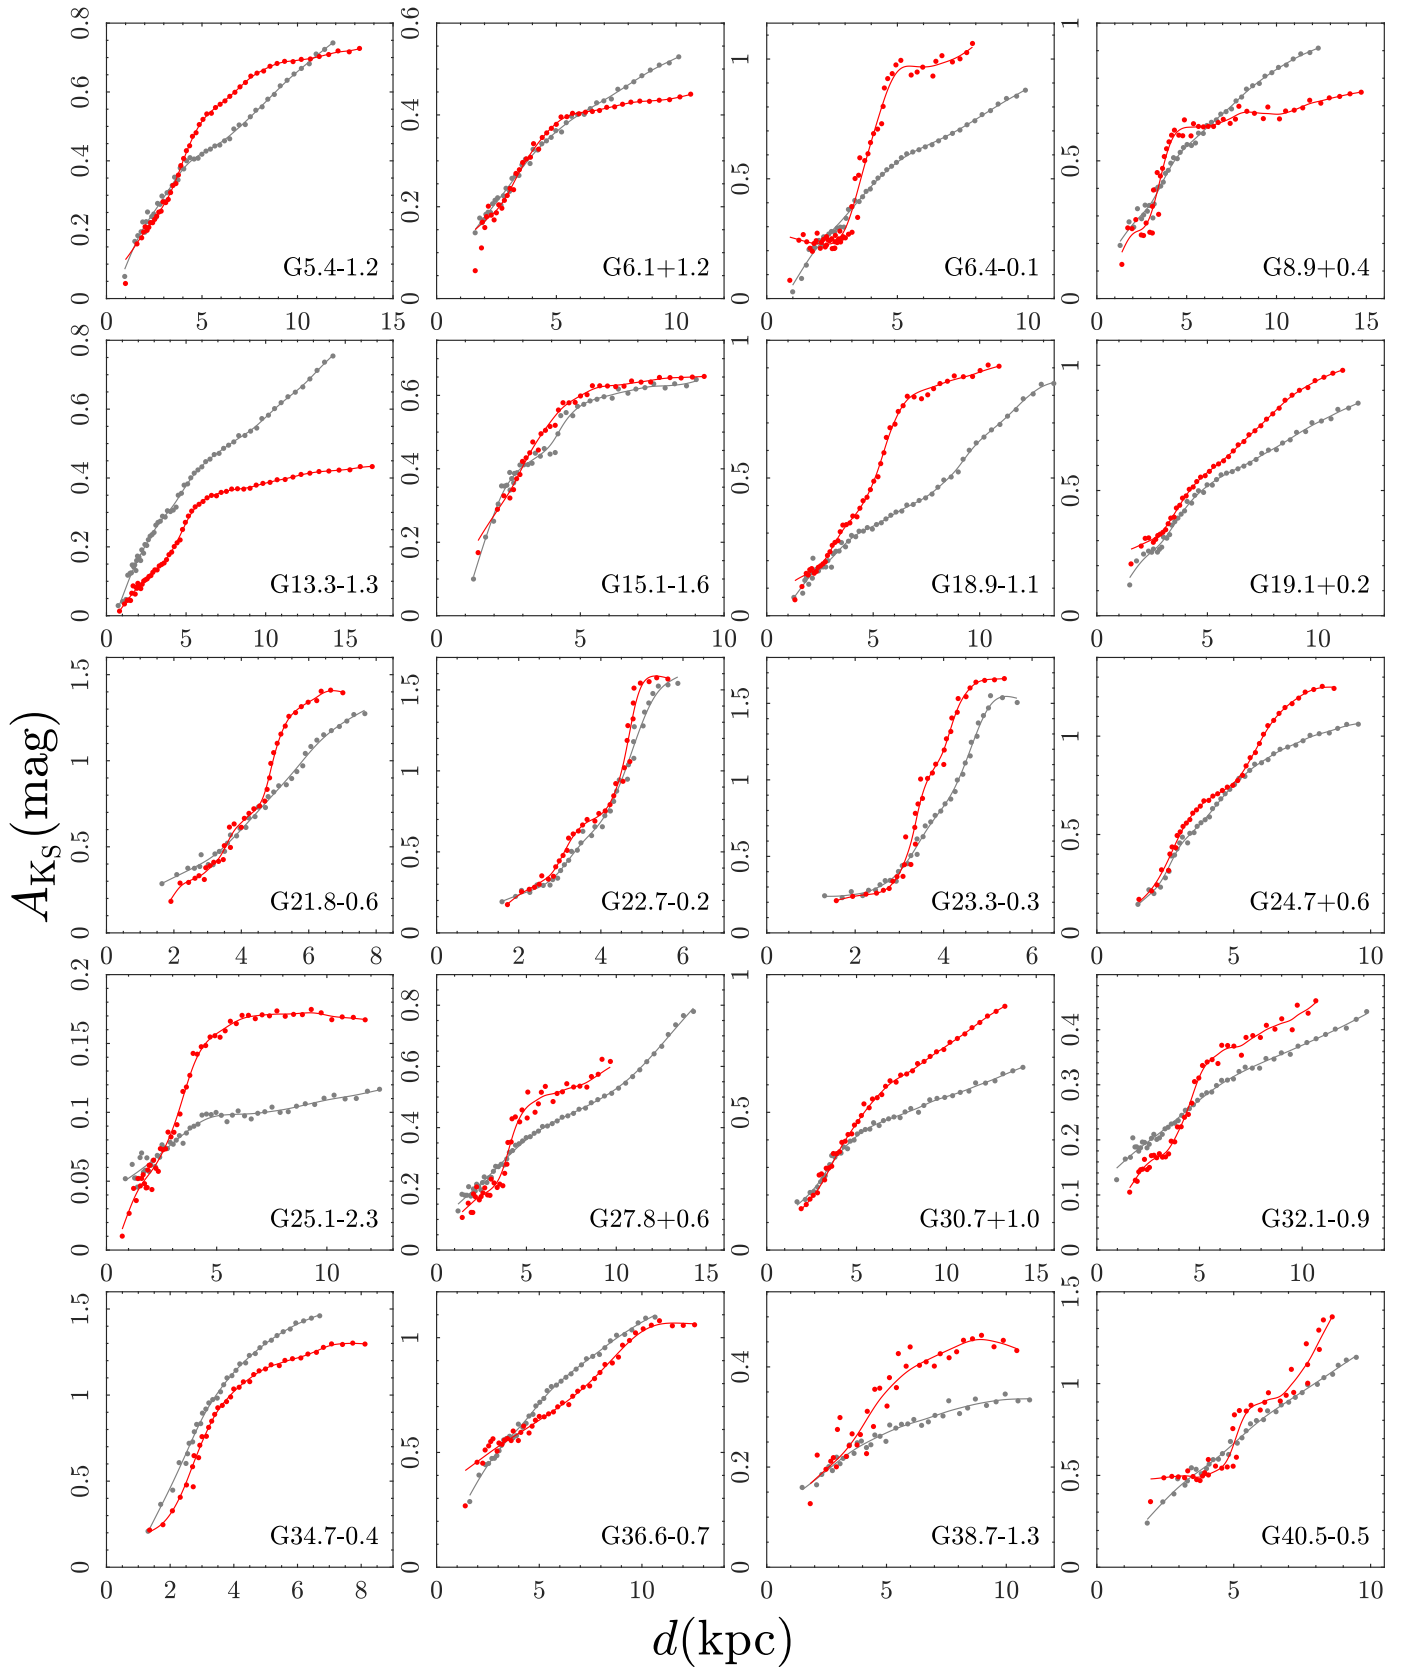 A_KS(mag)
0 0.2 0.4 0.6 0.8
0 5 10 15
G5.4-1.2
0 0.2 0.4 0.6
0 5 10
G6.1+1.2
0 0.5 1
0 5 10
G6.4-0.1
0 0.5 1
0 5 10 15
G8.9+0.4
0 0.2 0.4 0.6 0.8
0 5 10 15
G13.3-1.3
0 0.2 0.4 0.6
0 5 10
G15.1-1.6
0 0.5 1
0 5 10
G18.9-1.1
0 0.5 1
0 5 10
G19.1+0.2
0 0.5 1 1.5
0 2 4 6 8
G21.8-0.6
0 0.5 1 1.5
0 2 4 6
G22.7-0.2
0 0.5 1 1.5
0 2 4 6
G23.3-0.3
0 0.5 1
0 5 10
G24.7+0.6
0 0.05 0.1 0.15 0.2
0 5 10
G25.1-2.3
0 0.2 0.4 0.6 0.8
0 5 10 15
G27.8+0.6
0 0.5 1
0 5 10 15
G30.7+1.0
0 0.1 0.2 0.3 0.4
0 5 10
G32.1-0.9
0 0.5 1 1.5
0 2 4 6 8
G34.7-0.4
0 0.5 1
0 5 10
G36.6-0.7
0 0.2 0.4
0 5 10
G38.7-1.3
0 0.5 1 1.5
0 5 10
G40.5-0.5
d(kpc)